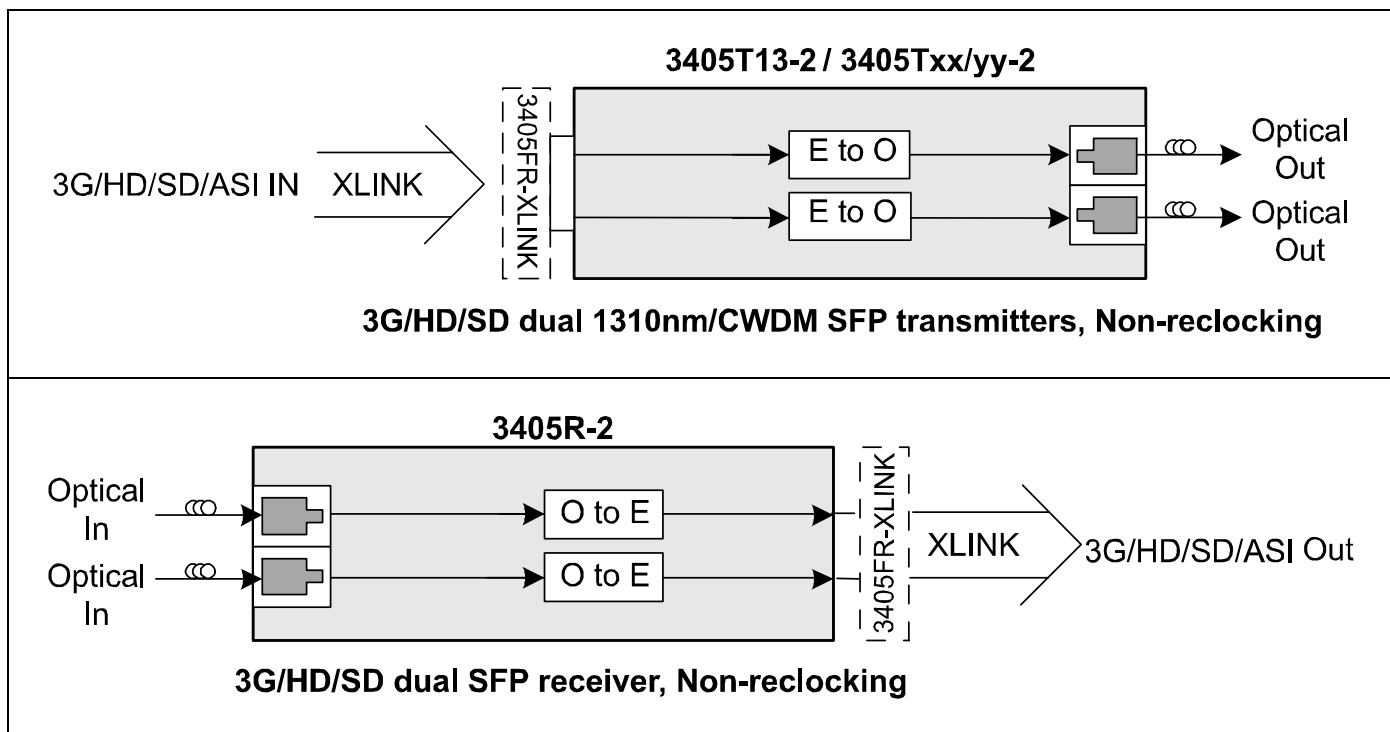 3405T13-2 / 3405Txx/yy-2
3G/HD/SD/ASI IN
XLINK
3405FR-XLINK
E to O
E to O
Optical
Out
Optical
Out
3G/HD/SD dual 1310nm/CWDM SFP transmitters, Non-reclocking
3405R-2
Optical
In
Optical
In
O to E
O to E
3405FR-XLINK
XLINK
3G/HD/SD/ASI Out
3G/HD/SD dual SFP receiver, Non-reclocking